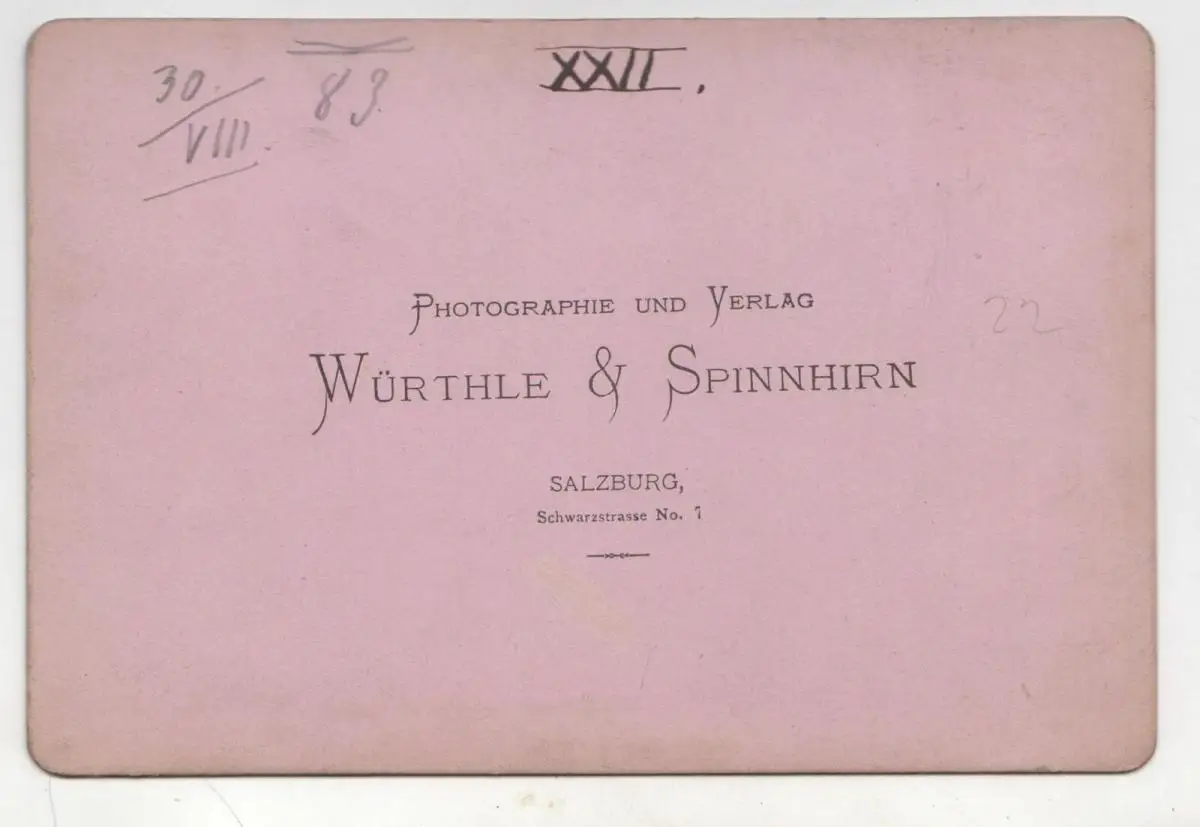 30. 83.
VIII.
XXII.
PHOTOGRAPHIE UND VERLAG
WÜRTHLE & SPINNHIRN
22
SALZBURG,
Schwarzstrasse No. 7